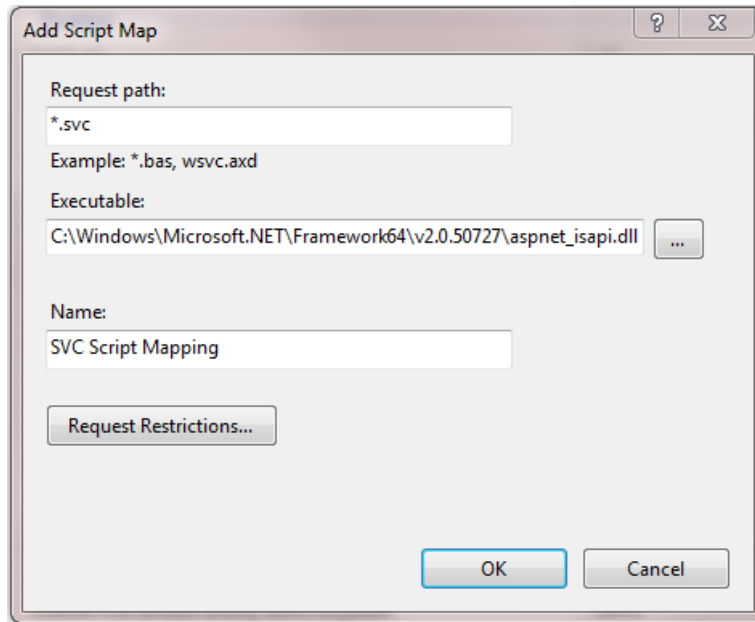 Add Script Map
Request path:
*.svc
Example: *.bas, wsvc.axd
Executable:
C:\Windows\Microsoft.NET\Framework64\v2.0.50727\aspnet_isapi.dll
...
Name:
SVC Script Mapping
Request Restrictions...
OK Cancel